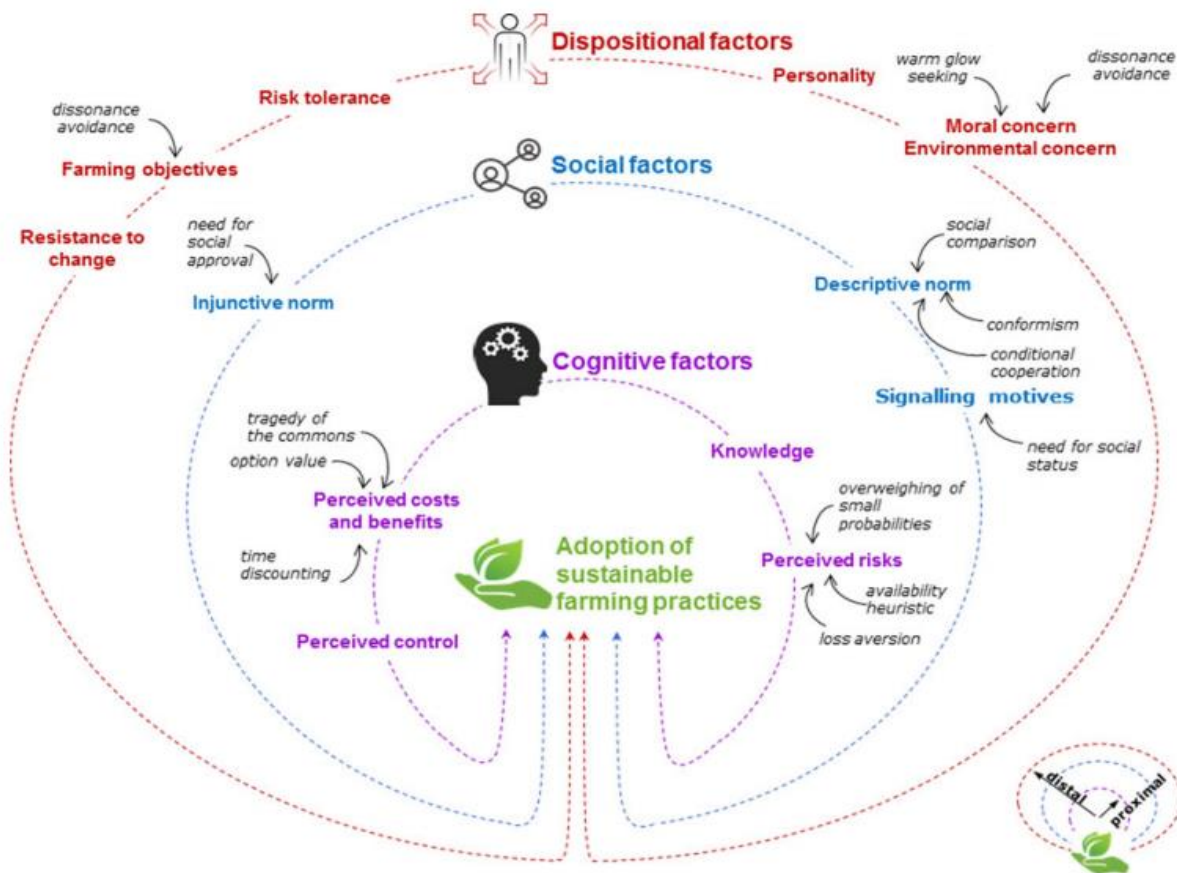 Dispositional factors
Personality
Risk tolerance
warm glow
seeking
dissonance
avoidance
Moral concern
Environmental concern
dissonance
avoidance
Farming objectives
Resistance to
change
Social factors
need for
social
approval
Injunctive norm
social
comparison
Descriptive norm
conformism
conditional
cooperation
Signalling motives
need for social
status
Cognitive factors
tragedy of
the commons
option value
Perceived costs
and benefits
time
discounting
Perceived control
Knowledge
overweighing of
small
probabilities
Perceived risks
availability
heuristic
loss aversion
Adoption of
sustainable
farming practices
distal
proximal